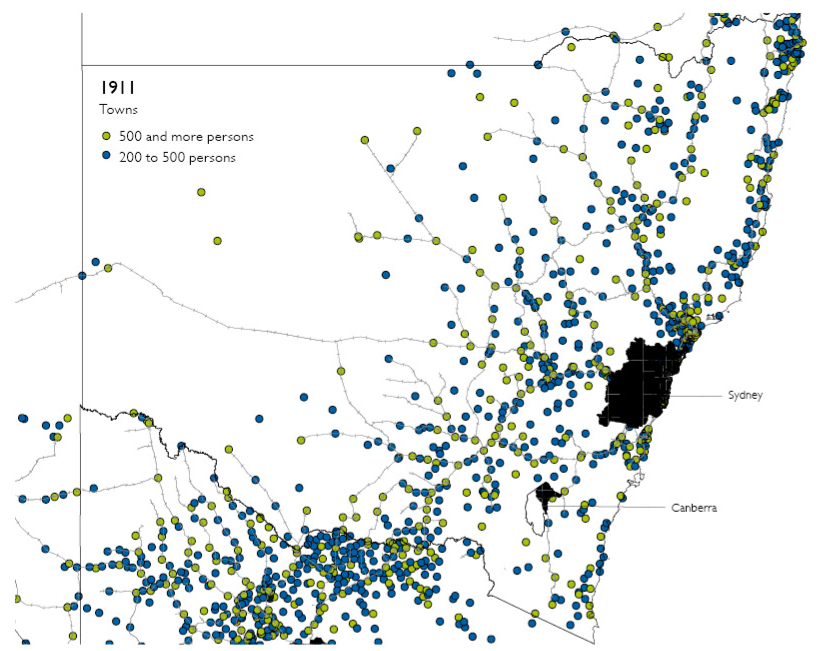 1911
Towns
500 and more persons
200 to 500 persons
Sydney
Canberra